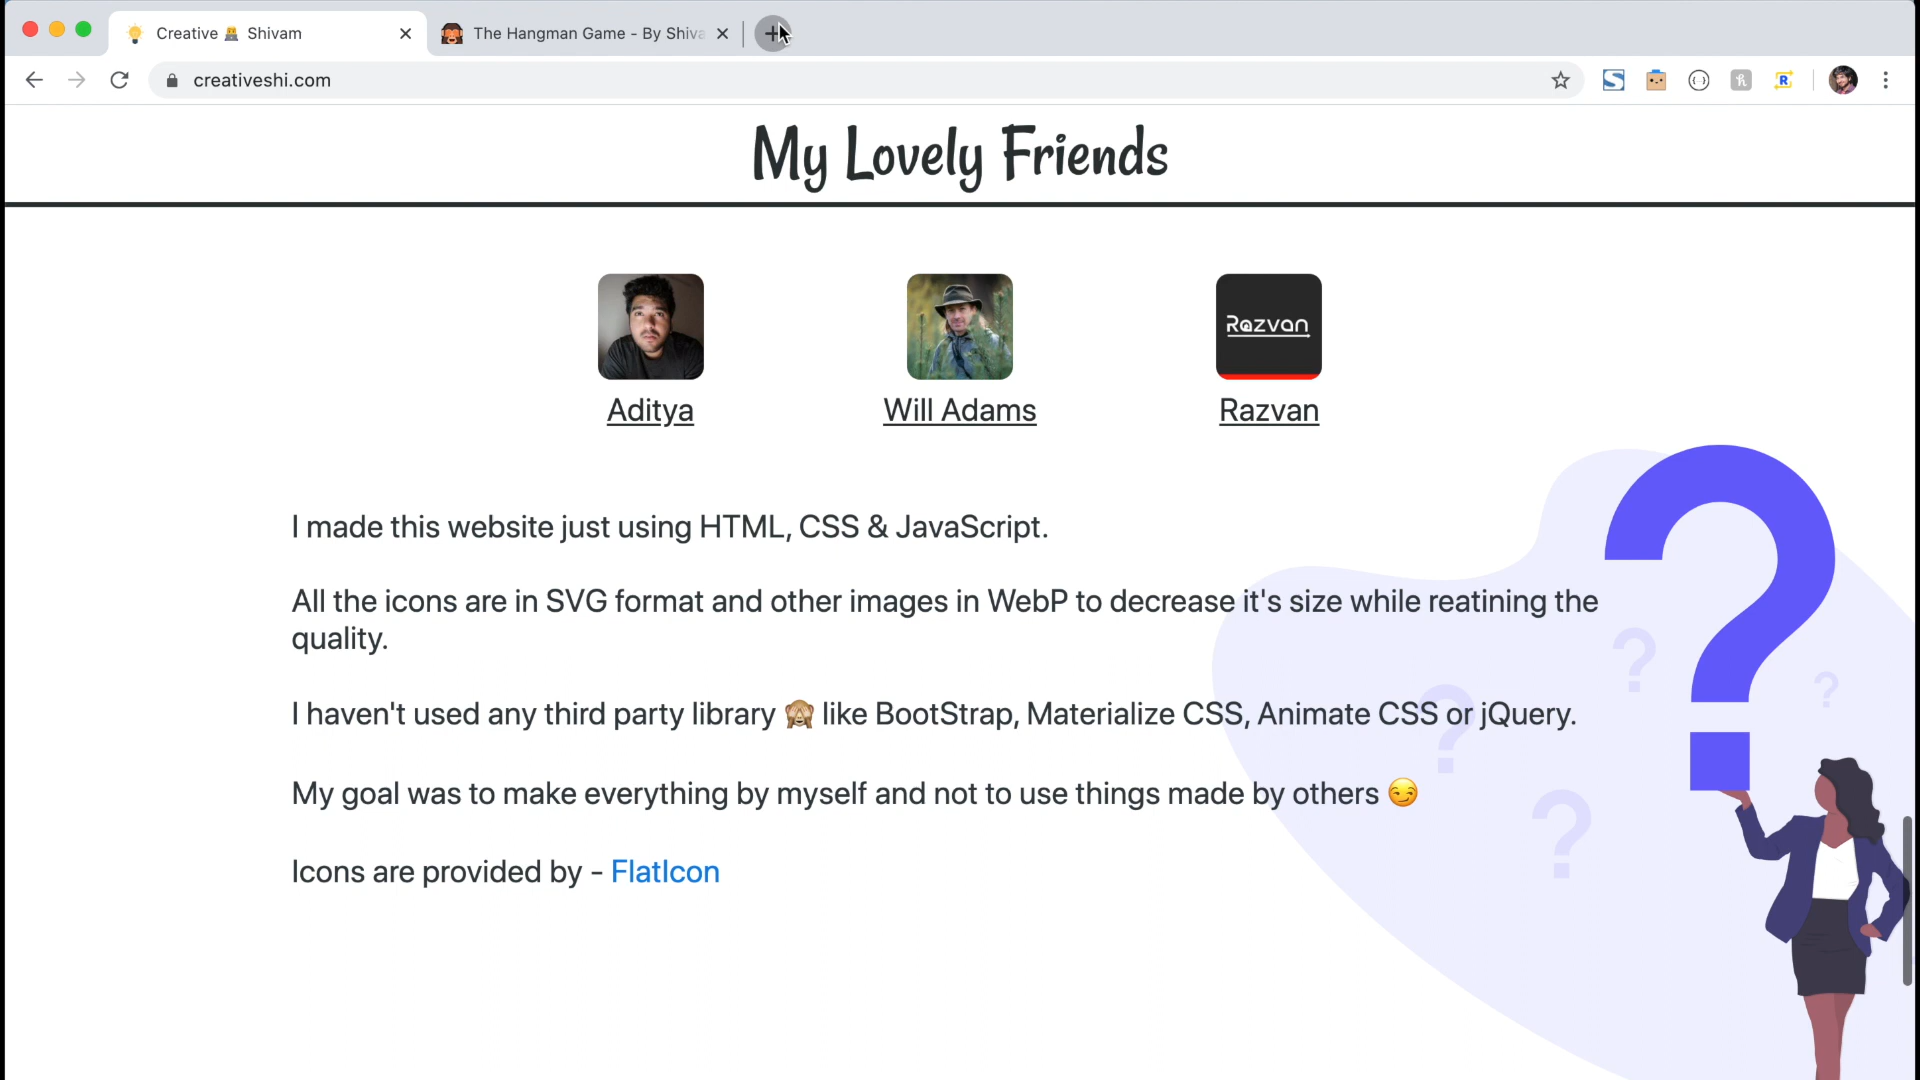 Creative 👨‍💻 Shivam
The Hangman Game - By Shiva
creativeshi.com
My Lovely Friends
Razvan
Aditya
Will Adams
Razvan
I made this website just using HTML, CSS & JavaScript.
All the icons are in SVG format and other images in WebP to decrease it's size while reatining the
quality.
I haven't used any third party library 🙈 like BootStrap, Materialize CSS, Animate CSS or jQuery.
My goal was to make everything by myself and not to use things made by others 😏
Icons are provided by - FlatIcon